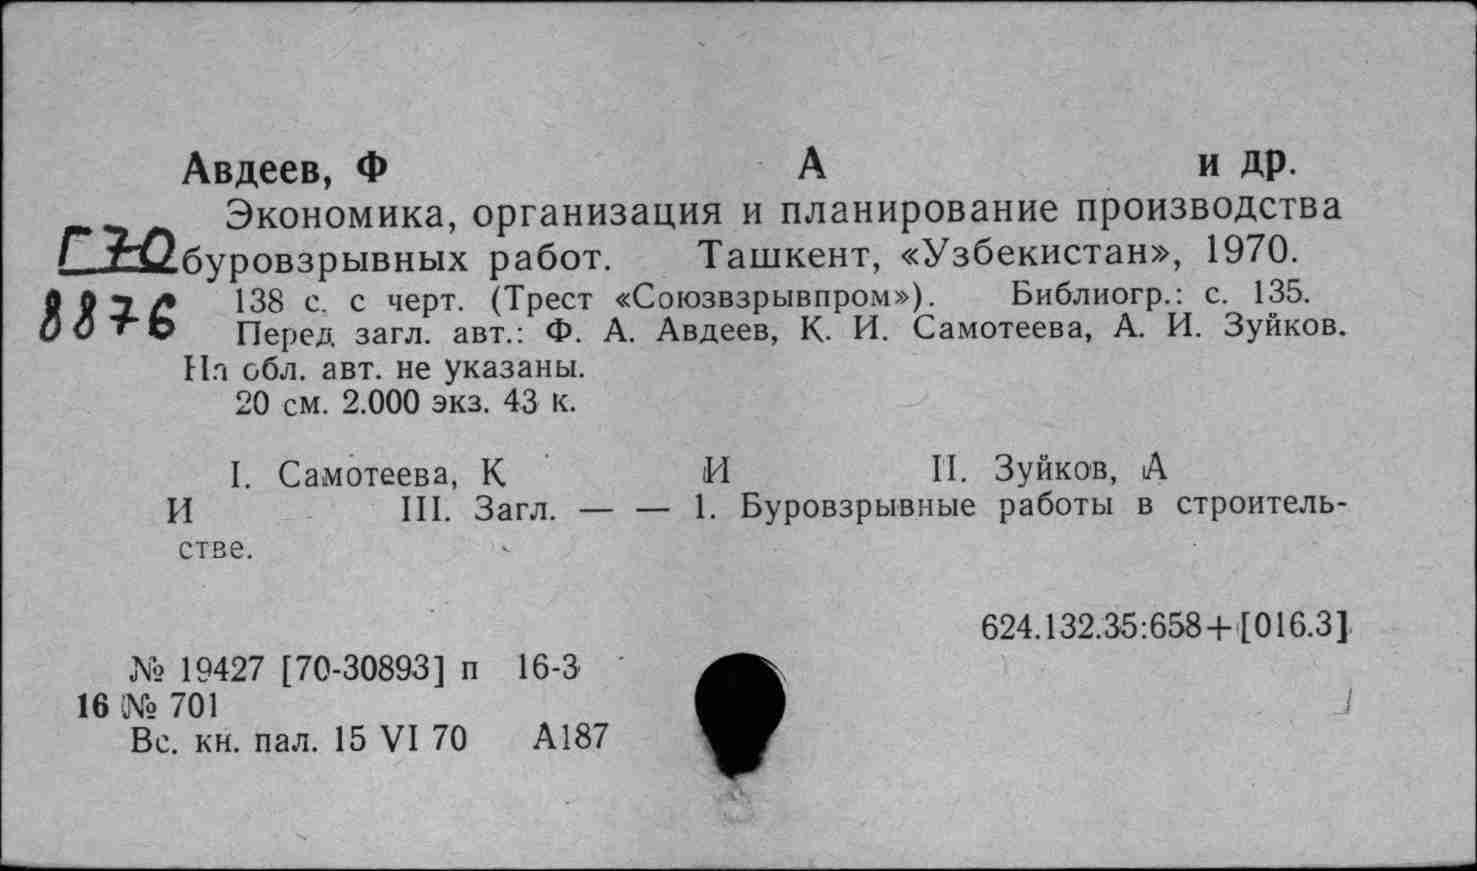 Авдеев, Ф А и др.
Экономика, организация и планирование производства
Г70 буровзрывных работ. Ташкент, «Узбекистан», 1970.
8876 138 с. с черт. (Трест «Союзвзрывпром»). Библиогр.: с. 135.
Перед загл. авт.: Ф. А. Авдеев, К. И. Самотеева, А. И. Зуйков.
На обл. авт. не указаны.
20 см. 2.000 экз. 43 к.
I. Самотеева, К И II. Зуйков, А
И III. Загл. — — 1. Буровзрывные работы в строитель-
стве.
624.132.35:658+[016.3]
№ 19427 [70-30893] п 16-3
16 № 701
Вс. кн. пал. 15 VI 70 А187